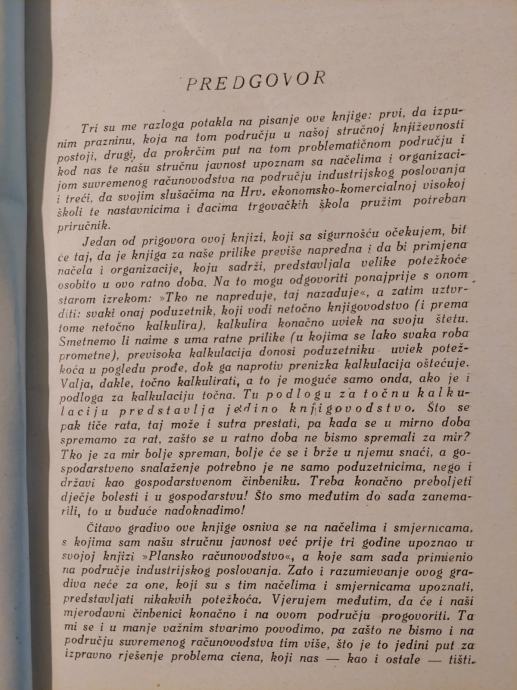 PREDGOVOR
Tri su me razloga potakla na pisanje ove knjige: prvi, da izpu-
nim prazninu, koja na tom području u našoj stručnoj književnosti
postoji, drugi, da prokrčim put na tom problematičnom području i
kod nas te našu stručnu javnost upoznam sa načelima i organizaci-
jom suvremenog računovodstva na području industrijskog poslovanja
i treći, da svojim slušačima na Hrv. ekonomsko-komercialnoj visokoj
školi te nastavnicima i đacima trgovačkih škola pružim potreban
priručnik.
Jedan od prigovora ovoj knjizi, koji sa sigurnošću očekujem, bit
će taj, da je knjiga za naše prilike previše napredna i da bi primjena
načela i organizacije, koju sadrži, predstavljala velike potežkoće
osobito u ovo ratno doba. Na to mogu odgovoriti ponajprije s onom
starom izrekom: »Tko ne napreduje, taj nazaduje«, a zatim uztvr-
diti: svaki onaj poduzetnik, koji vodi netočno knjigovodstvo (i prema
tome netočno kalkulira), kalkulira konačno uviek na svoju štetu.
Smetnemo li naime s uma ratne prilike (u kojima se lako svaka roba
prometne), previsoka kalkulacija donosi poduzetniku uviek potež-
koća u pogledu prođe, dok ga naprotiv prenizka kalkulacija oštećuje.
Valja, dakle, točno kalkulirati, a to je moguće samo onda, ako je i
podloga za kalkulaciju točna. Tu podlogu za točnu kalku-
laciju predstavlja jedino knjigovodstvo. Što se
pak tiče rata, taj može i sutra prestati, pa kada se u mirno doba
spremamo za rat, zašto se u ratno doba ne bismo spremali za mir?
Tko je za mir bolje spreman, bolje će se i brže u njemu snaći, a go-
spodarstveno snalaženje potrebno je ne samo poduzetnicima, nego i
državi kao gospodarstvenom činbeniku. Treba konačno preboljeti
dječje bolesti i u gospodarstvu! Što smo međutim do sada zanema-
rili, to u buduće nadoknadimo!
Čitavo gradivo ove knjige osniva se na načelima i smjernicama,
s kojima sam našu stručnu javnost već prije tri godine upoznao u
svojoj knjizi »Plansko računovodstvo«, a koje sam sada primienio
na područje industrijskog poslovanja. Zato i razumievanje ovog gra-
diva neće za one, koji su s tim načelima i smjernicama upoznati,
predstavljati nikakvih potežkoća. Vjerujem međutim, da će i naši
mjerodavni činbenici konačno i na ovom području progovoriti. Ta
mi se i u manje važnim stvarimo povodimo, pa zašto ne bismo i na
području suvremenog računovodstva tim više, što je to jedini put za
izpravno rješenje problema ciena, koji nas — kao i ostale — tišti.